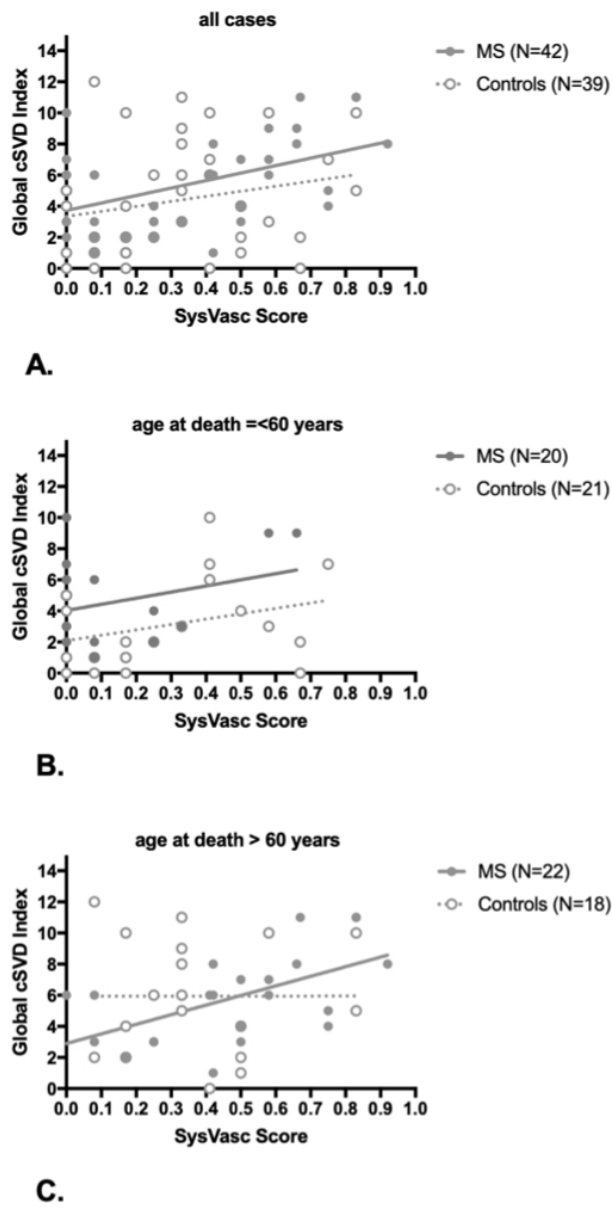 all cases
14
12
10
8
6
4
2
0
Global cSVD Index
0.0 0.1 0.2 0.3 0.4 0.5 0.6 0.7 0.8 0.9 1.0
SysVasc Score
MS (N=42)
Controls (N=39)
A.
age at death =<60 years
14
12
10
8
6
4
2
0
Global cSVD Index
0.0 0.1 0.2 0.3 0.4 0.5 0.6 0.7 0.8 0.9 1.0
SysVasc Score
MS (N=20)
Controls (N=21)
B.
age at death > 60 years
14
12
10
8
6
4
2
0
Global cSVD Index
0.0 0.1 0.2 0.3 0.4 0.5 0.6 0.7 0.8 0.9 1.0
SysVasc Score
MS (N=22)
Controls (N=18)
C.